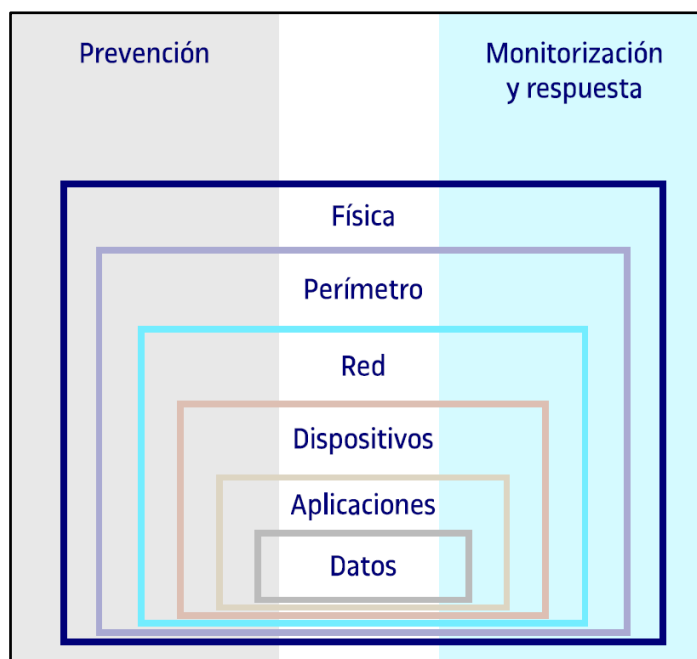 Prevención
Monitorización
y respuesta
Física
Perímetro
Red
Dispositivos
Aplicaciones
Datos